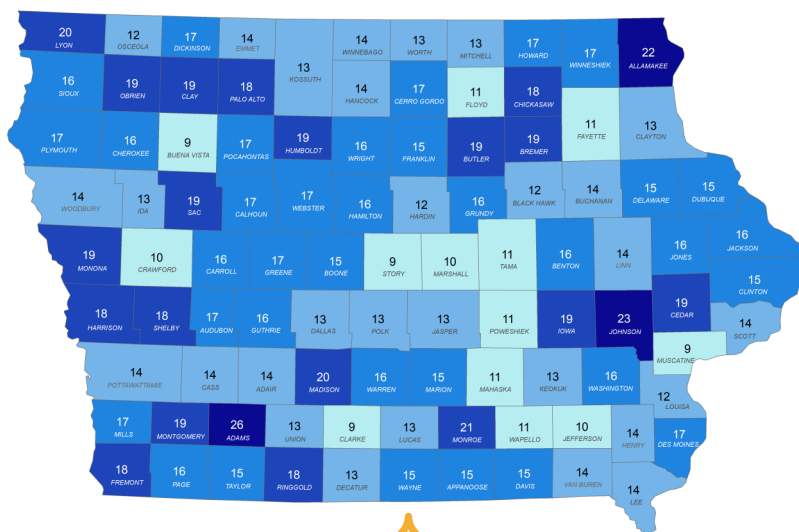 20
LYON
12
OSCEOLA
17
DICKINSON
14
EMMET
13
KOSSUTH
14
WINNEBAGO
13
WORTH
13
MITCHELL
17
HOWARD
17
WINNESHIEK
22
ALLAMAKEE
16
SIOUX
19
OBRIEN
19
CLAY
18
PALO ALTO
14
HANCOCK
17
CERRO GORDO
11
FLOYD
18
CHICKASAW
11
FAYETTE
13
CLAYTON
17
PLYMOUTH
16
CHEROKEE
9
BUENA VISTA
17
POCAHONTAS
19
HUMBOLDT
16
WRIGHT
15
FRANKLIN
19
BUTLER
19
BREMER
14
WOODBURY
13
IDA
19
SAC
17
CALHOUN
17
WEBSTER
16
HAMILTON
12
HARDIN
16
GRUNDY
12
BLACK HAWK
14
BUCHANAN
15
DELAWARE
15
DUBUQUE
19
MONONA
10
CRAWFORD
16
CARROLL
17
GREENE
15
BOONE
9
STORY
10
MARSHALL
11
TAMA
16
BENTON
14
LINN
16
JONES
16
JACKSON
15
CLINTON
18
HARRISON
18
SHELBY
17
AUDUBON
16
GUTHRIE
13
DALLAS
13
POLK
13
JASPER
11
POWESHIEK
19
IOWA
23
JOHNSON
19
CEDAR
14
SCOTT
9
MUSCATINE
14
POTTAWATTAMIE
14
CASS
14
ADAIR
20
MADISON
16
WARREN
15
MARION
11
MAHASKA
13
KEOKUK
16
WASHINGTON
12
LOUISA
17
MILLS
19
MONTGOMERY
26
ADAMS
13
UNION
9
CLARKE
13
LUCAS
21
MONROE
11
WAPELLO
10
JEFFERSON
14
HENRY
17
DES MOINES
18
FREMONT
16
PAGE
15
TAYLOR
18
RINGGOLD
13
DECATUR
15
WAYNE
15
APPANOOSE
15
DAVIS
14
VAN BUREN
14
LEE